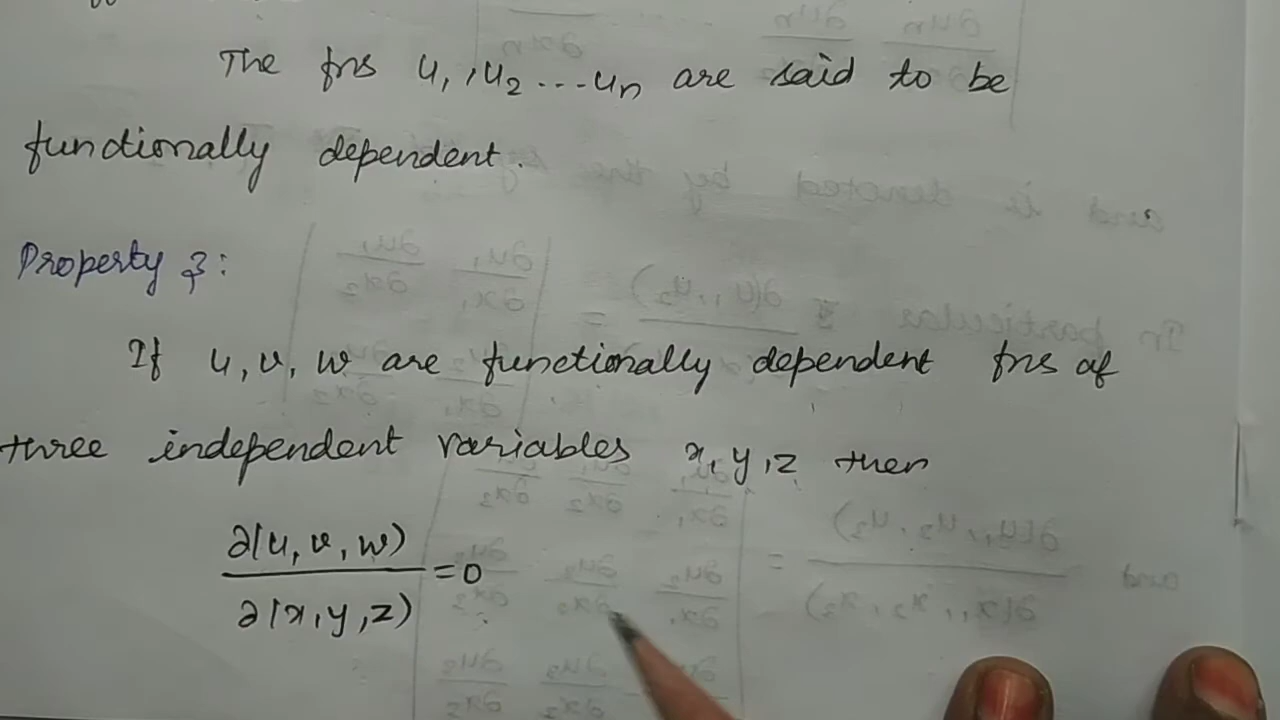 The fns u₁, u₂ ... uₙ are said to be
functionally dependent.
Property 3:
If u, v, w are functionally dependent fns of
three independent variables x, y, z then
∂(u, v, w) / ∂(x, y, z) = 0